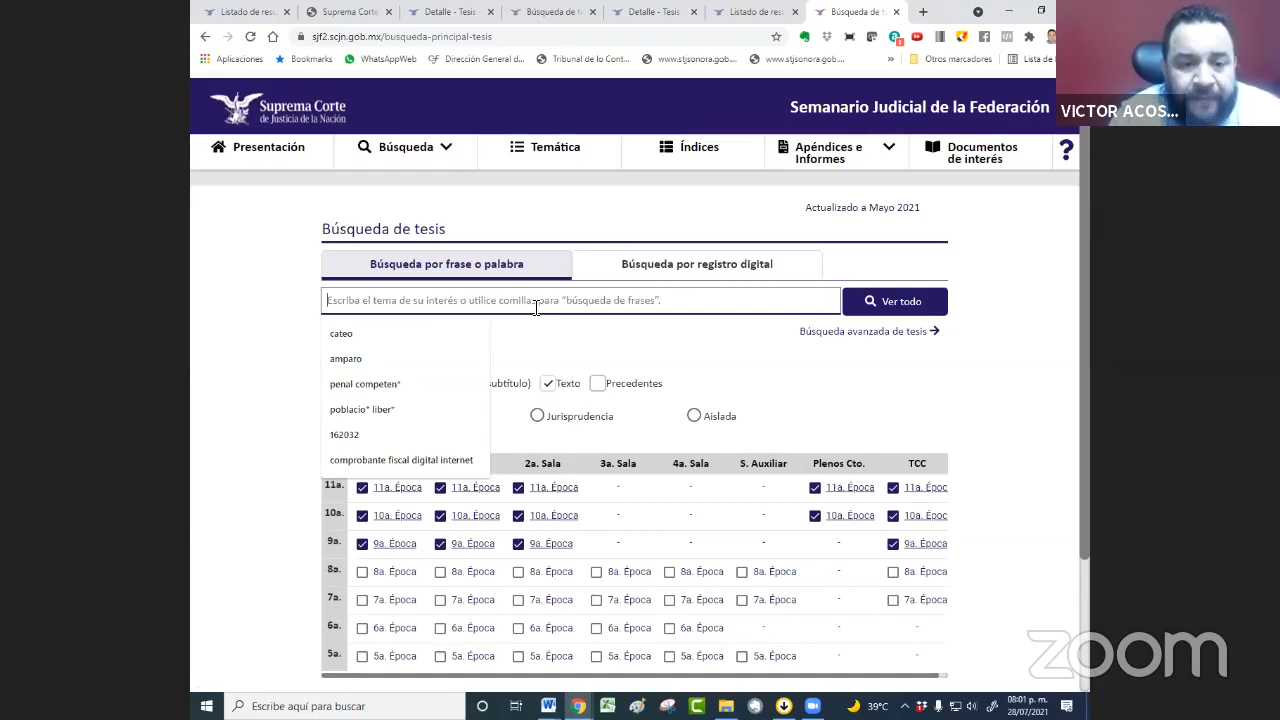 Listado de resu
Suprema Corte
Detalle - Tesis
Búsqueda de te
Detalle - Tesis
Listado de resu
Búsqueda de te
sjf2.scjn.gob.mx/busqueda-principal-tesis
Aplicaciones
Bookmarks
WhatsAppWeb
Dirección General d...
Tribunal de lo Cont...
www.stjsonora.gob....
www.stjsonora.gob....
»
Otros marcadores
Lista de
VICTOR ACOS...
Suprema Corte
de Justicia de la Nación
Semanario Judicial de la Federación
Presentación
Búsqueda
Temática
Índices
Apéndices e
Informes
Documentos
de interés
?
Actualizado a Mayo 2021
Búsqueda de tesis
Búsqueda por frase o palabra
Búsqueda por registro digital
Escriba el tema de su interés o utilice comillas para "búsqueda de frases".
Ver todo
Búsqueda avanzada de tesis
cateo
amparo
penal competen*
poblacio* liber*
162032
comprobante fiscal digital internet
subtítulo)
Texto
Precedentes
Jurisprudencia
Aislada
2a. Sala 3a. Sala 4a. Sala S. Auxiliar Plenos Cto. TCC
11a. 11a. Época 11a. Época 11a. Época - - - 11a. Época 11a. Époc
10a. 10a. Época 10a. Época 10a. Época - - - 10a. Época 10a. Époc
9a. 9a. Época 9a. Época 9a. Época - - - - 9a. Época
8a. 8a. Época 8a. Época 8a. Época 8a. Época 8a. Época 8a. Época - 8a. Época
7a. 7a. Época 7a. Época 7a. Época 7a. Época 7a. Época 7a. Época - 7a. Época
6a. 6a. Época 6a. Época 6a. Época 6a. Época 6a. Época - - -
5a. 5a. Época 5a. Época 5a. Época 5a. Época 5a. Época 5a. Época - -
zoom
Escribe aquí para buscar
39°C
08:01 p. m.
28/07/2021